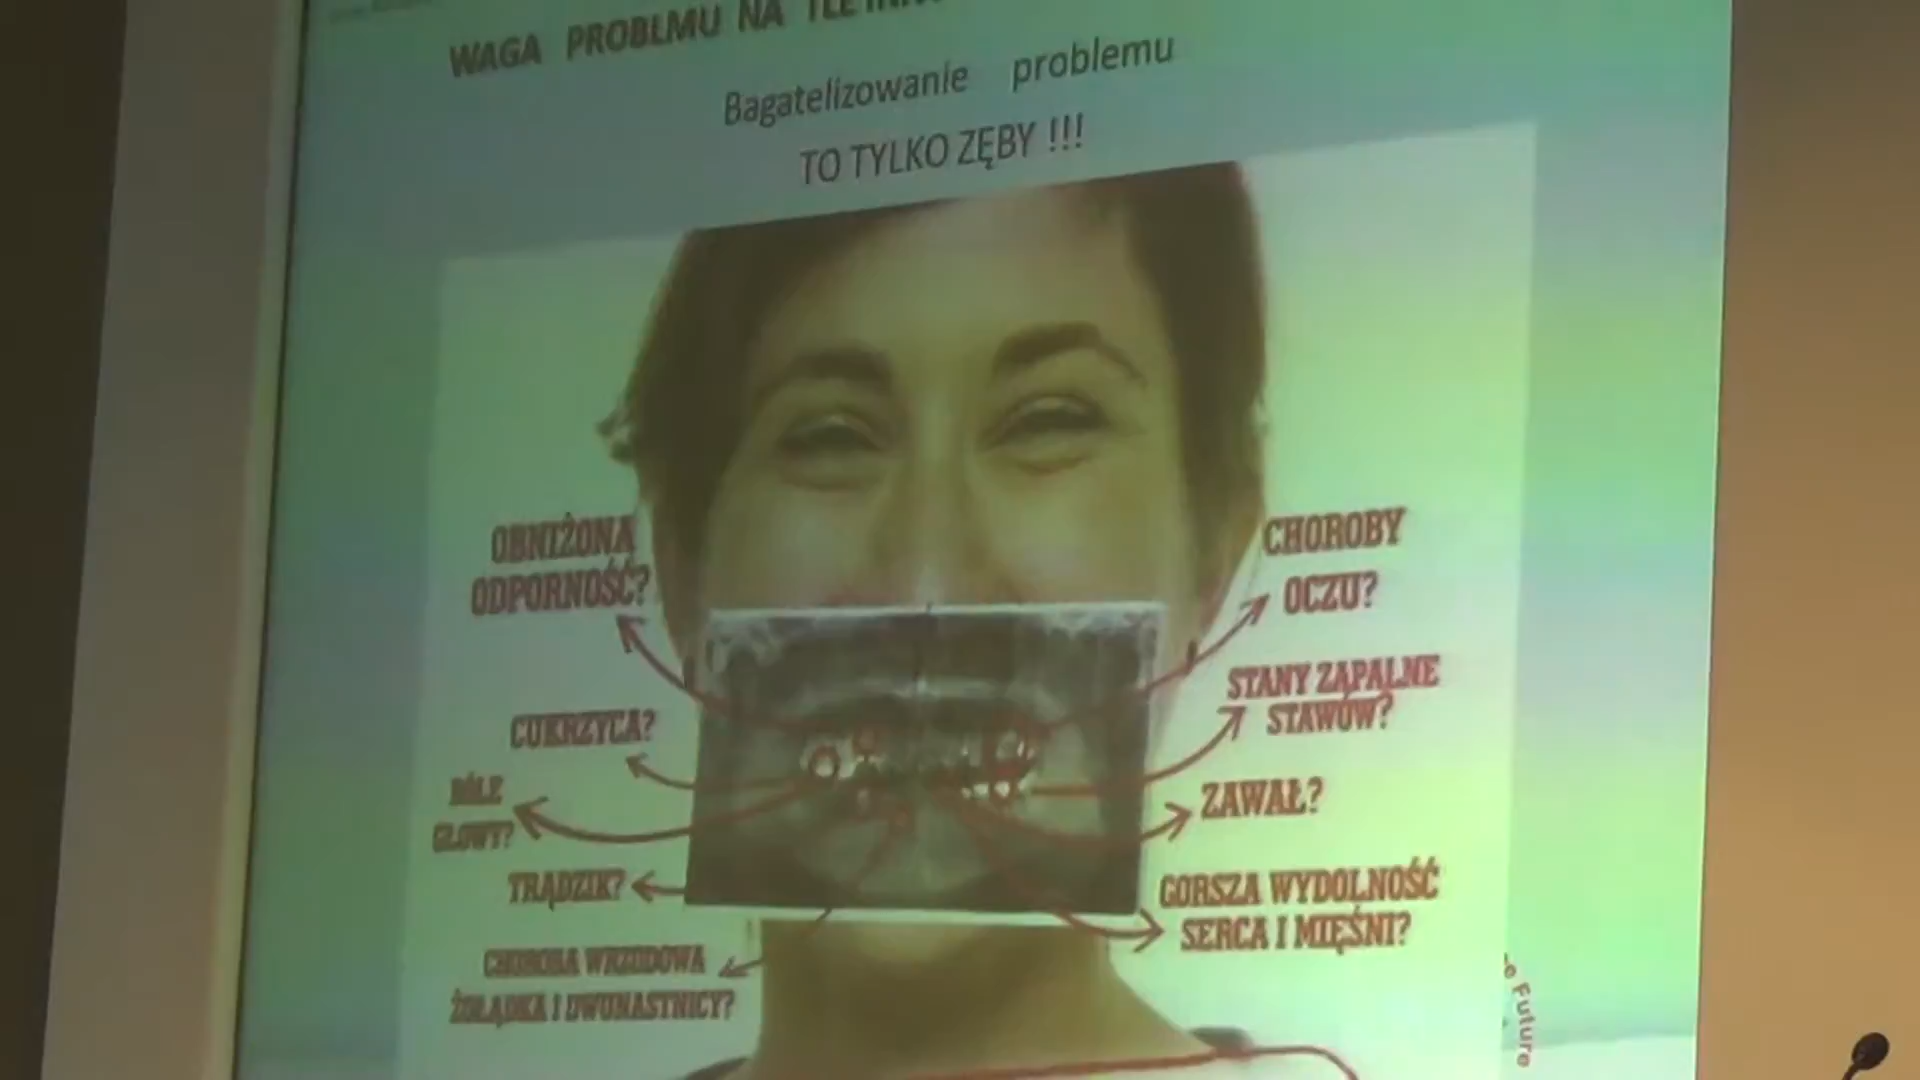 WAGA PROBLMU NA TLE
Bagatelizowanie problemu
TO TYLKO ZĘBY !!!
OBNIŻONA
ODPORNOŚĆ?
CHOROBY
OCZU?
CUKRZYCA?
STANY ZAPALNE
STAWÓW?
BÓLE
GŁOWY?
ZAWAŁ?
TRĄDZIK?
GORSZA WYDOLNOŚĆ
SERCA I MIĘŚNI?
CHOROBA WRZODOWA
ŻOŁĄDKA I DWUNASTNICY?
Future